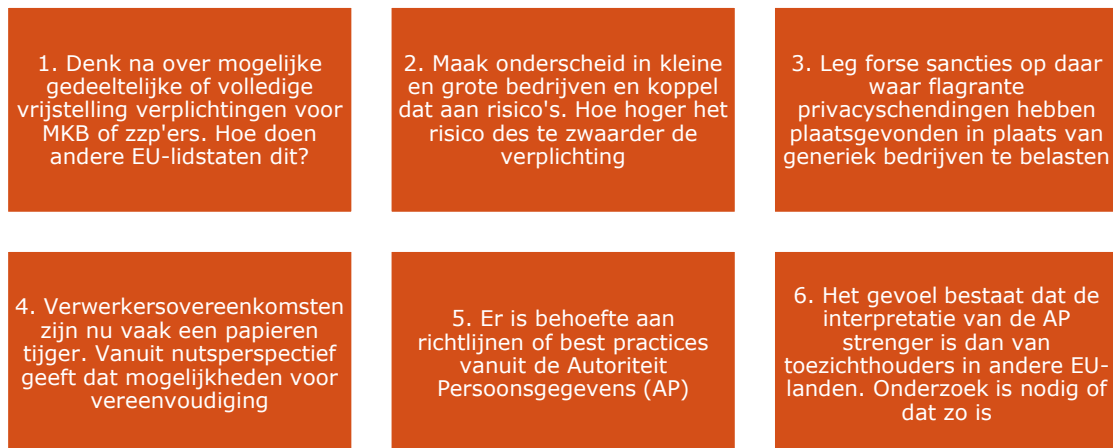 1. Denk na over mogelijke
gedeeltelijke of volledige
vrijstelling verplichtingen voor
MKB of zzp'ers. Hoe doen
andere EU-lidstaten dit?
2. Maak onderscheid in kleine
en grote bedrijven en koppel
dat aan risico's. Hoe hoger het
risico des te zwaarder de
verplichting
3. Leg forse sancties op daar
waar flagrante
privacyschendingen hebben
plaatsgevonden in plaats van
generiek bedrijven te belasten
4. Verwerkersovereenkomsten
zijn nu vaak een papieren
tijger. Vanuit nutsperspectief
geeft dat mogelijkheden voor
vereenvoudiging
5. Er is behoefte aan
richtlijnen of best practices
vanuit de Autoriteit
Persoonsgegevens (AP)
6. Het gevoel bestaat dat de
interpretatie van de AP
strenger is dan van
toezichthouders in andere EU-
landen. Onderzoek is nodig of
dat zo is